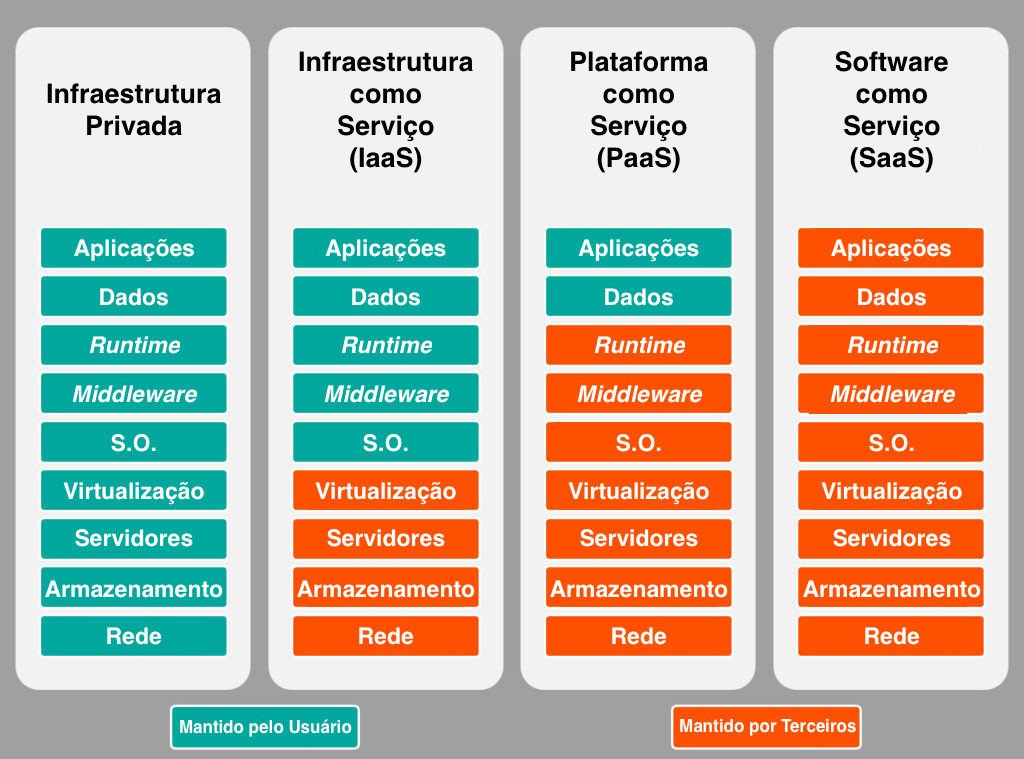 Infraestrutura
Privada
Aplicações
Dados
Runtime
Middleware
S.O.
Virtualização
Servidores
Armazenamento
Rede
Infraestrutura
como
Serviço
(IaaS)
Aplicações
Dados
Runtime
Middleware
S.O.
Virtualização
Servidores
Armazenamento
Rede
Plataforma
como
Serviço
(PaaS)
Aplicações
Dados
Runtime
Middleware
S.O.
Virtualização
Servidores
Armazenamento
Rede
Software
como
Serviço
(SaaS)
Aplicações
Dados
Runtime
Middleware
S.O.
Virtualização
Servidores
Armazenamento
Rede
Mantido pelo Usuário
Mantido por Terceiros